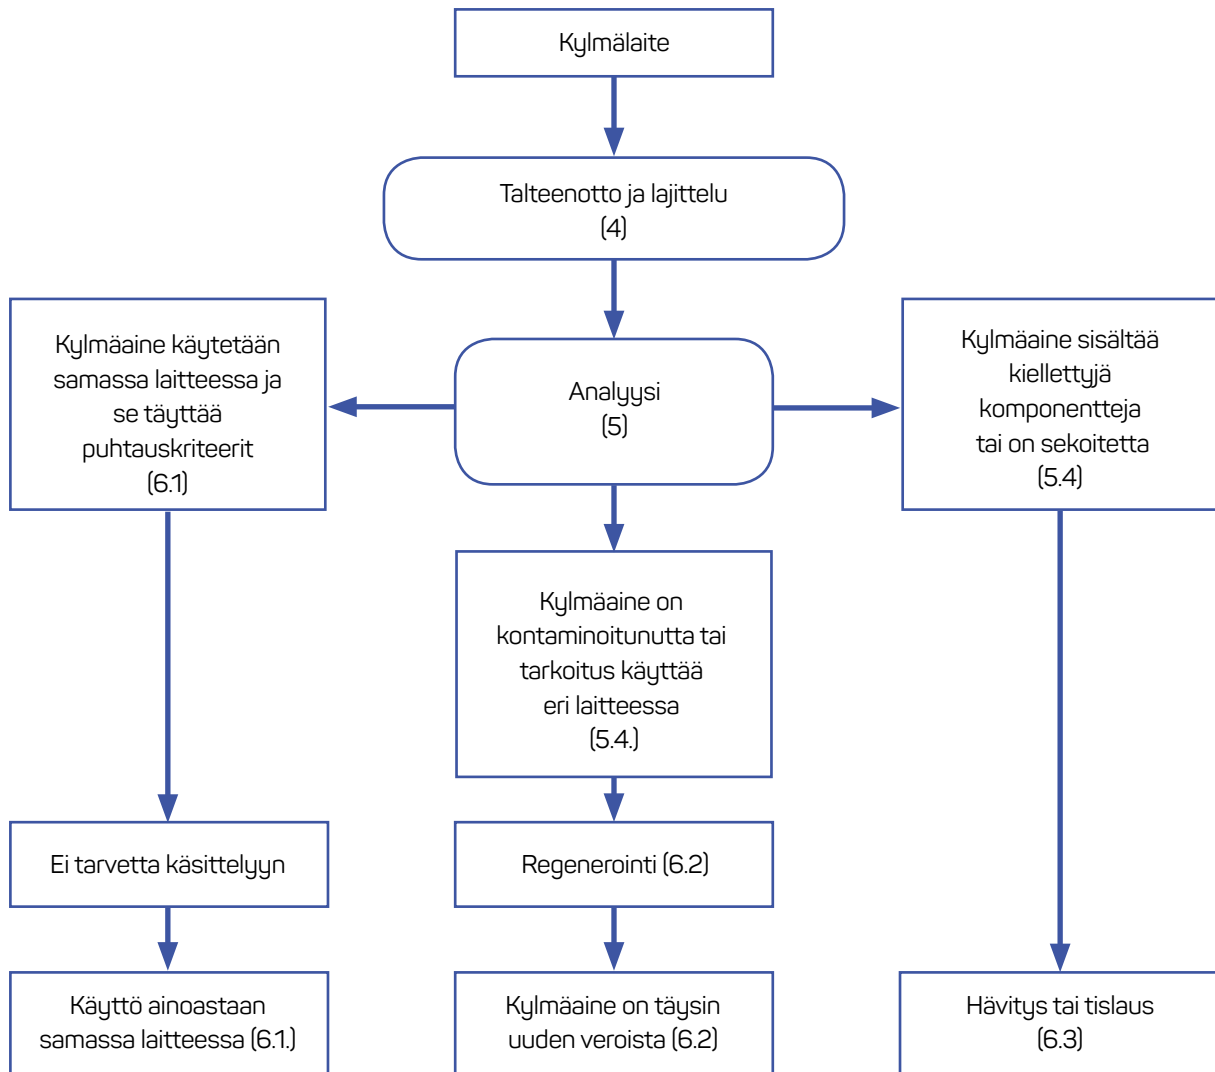 Kylmälaite
Talteenotto ja lajittelu
(4)
Kylmäaine käytetään
samassa laitteessa ja
se täyttää
puhtauskriteerit
(6.1)
Analyysi
(5)
Kylmäaine sisältää
kiellettyjä
komponentteja
tai on sekoitetta
(5.4)
Kylmäaine on
kontaminoitunutta tai
tarkoitus käyttää
eri laitteessa
(5.4.)
Ei tarvetta käsittelyyn
Regenerointi (6.2)
Käyttö ainoastaan
samassa laitteessa (6.1.)
Kylmäaine on täysin
uuden veroista (6.2)
Hävitys tai tislaus
(6.3)